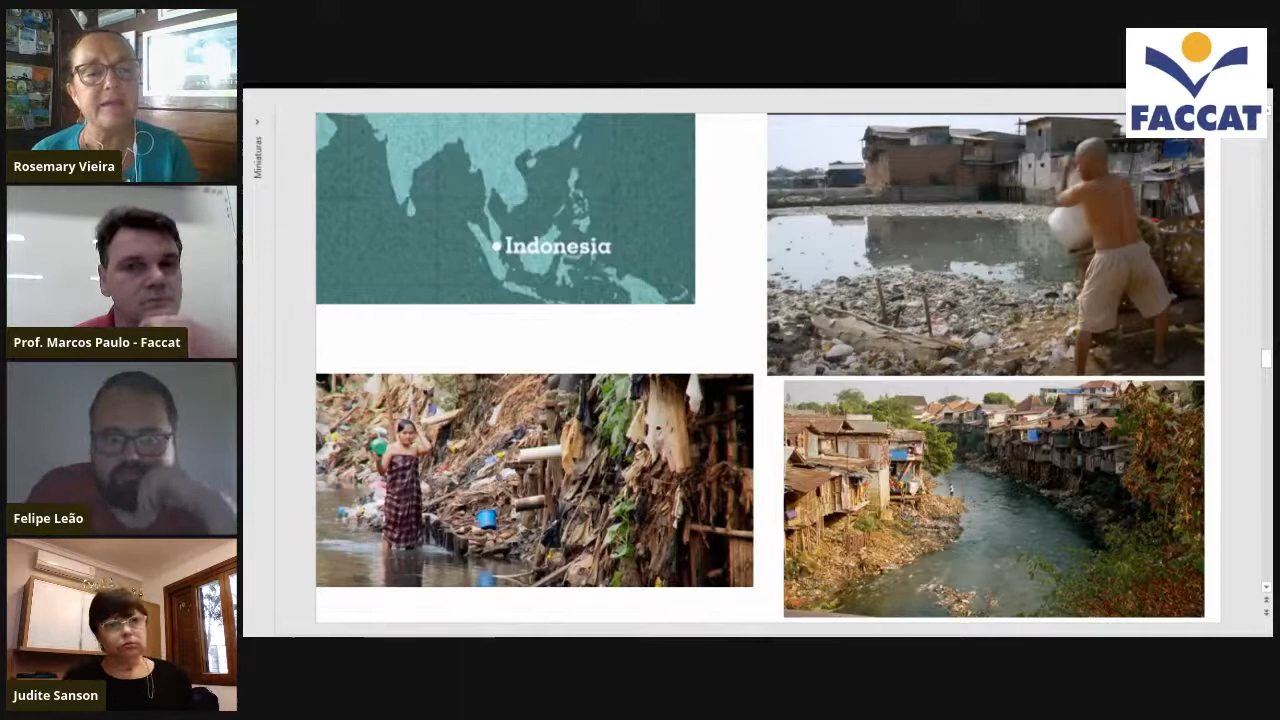 Rosemary Vieira
Prof. Marcos Paulo - Faccat
Felipe Leão
Judite Sanson
Miniaturas
Indonesia
FACCAT